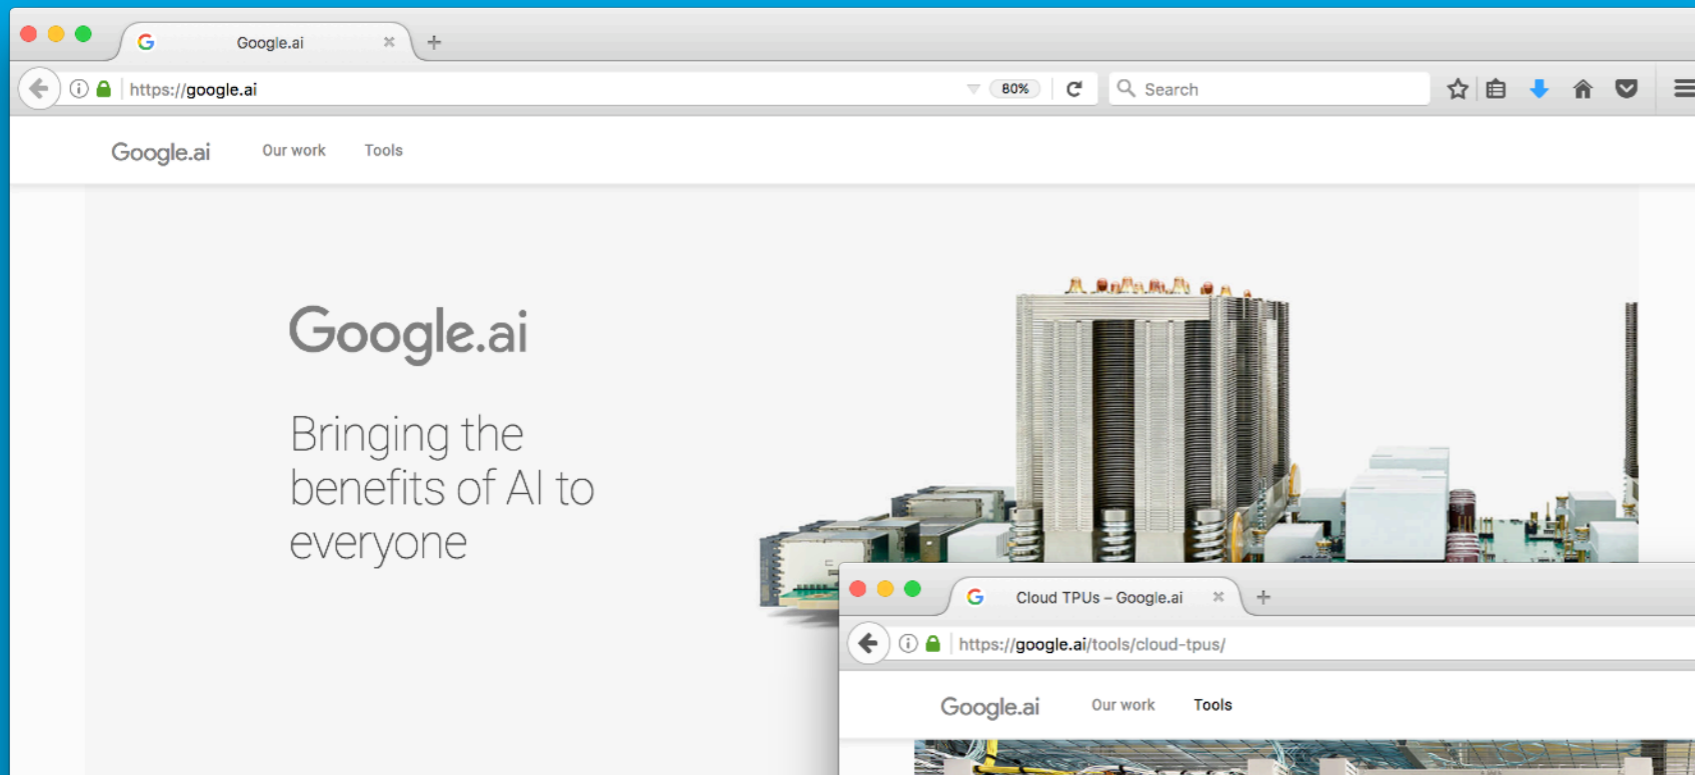 Google.ai
https://google.ai
80%
Search
Google.ai Our work Tools
Google.ai
Bringing the
benefits of AI to
everyone
Cloud TPUs – Google.ai
https://google.ai/tools/cloud-tpus/
Google.ai Our work Tools